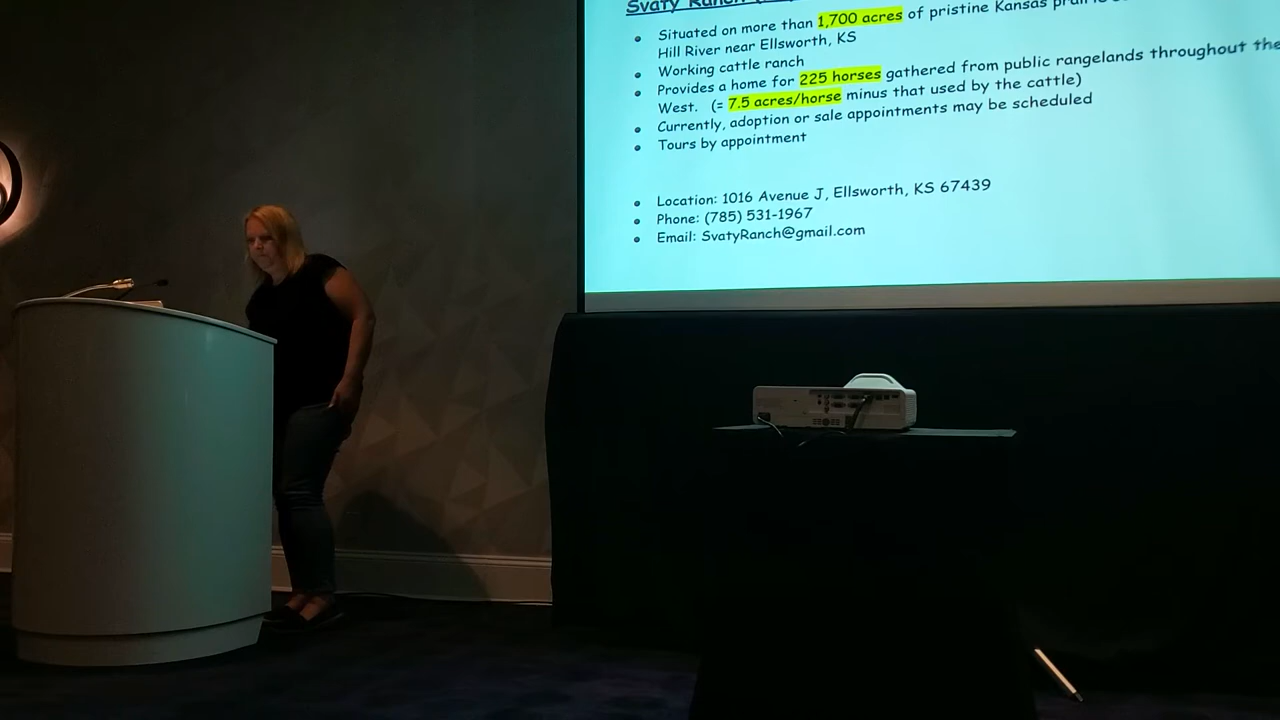 Svaty Ranch
Situated on more than 1,700 acres of pristine Kansas
Hill River near Ellsworth, KS
Working cattle ranch
Provides a home for 225 horses gathered from public rangelands throughout the
West. (= 7.5 acres/horse minus that used by the cattle)
Currently, adoption or sale appointments may be scheduled
Tours by appointment
Location: 1016 Avenue J, Ellsworth, KS 67439
Phone: (785) 531-1967
Email: SvatyRanch@gmail.com